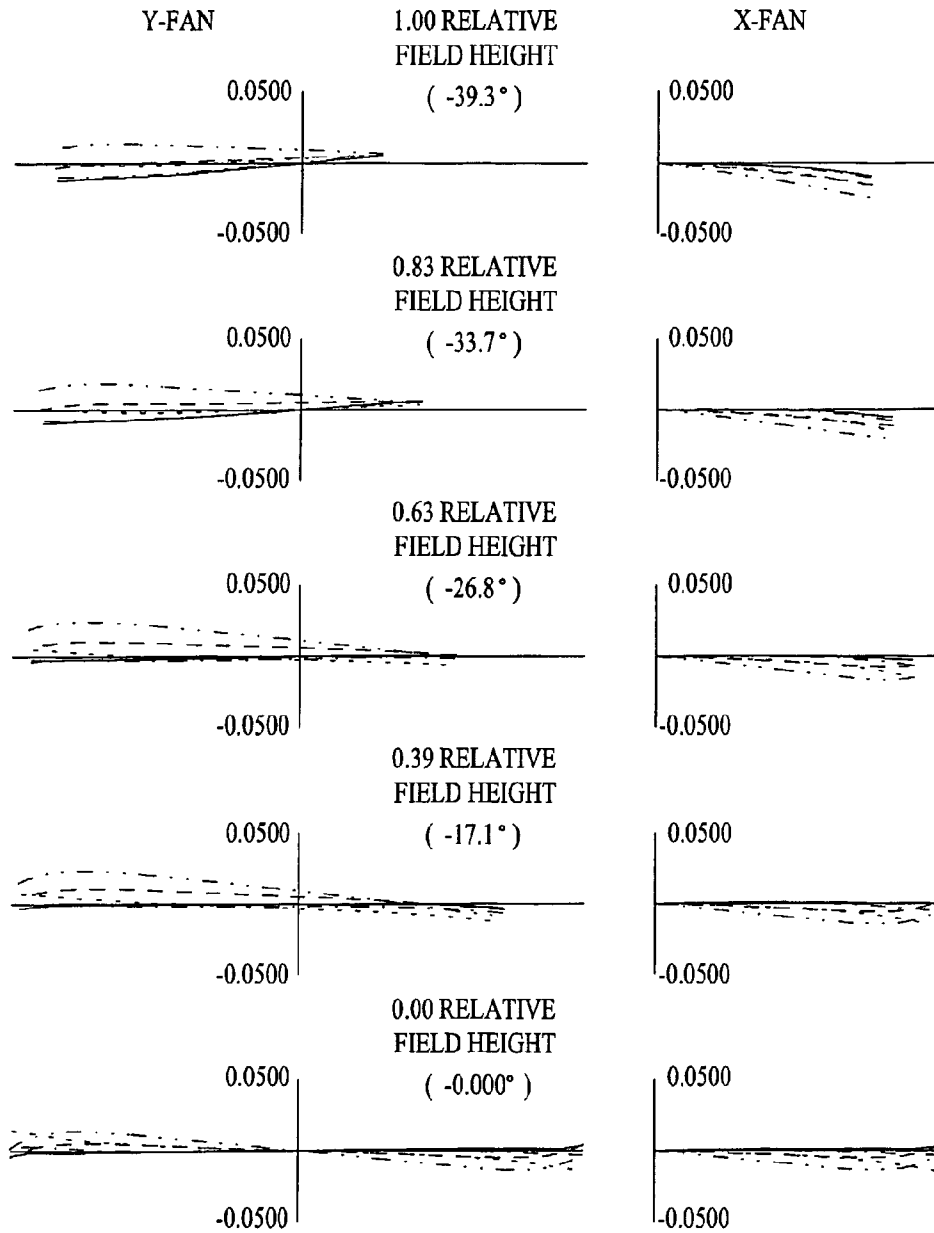 Y-FAN
1.00 RELATIVE
FIELD HEIGHT
( -39.3° )
X-FAN
0.0500
0.0500
-0.0500
-0.0500
0.83 RELATIVE
FIELD HEIGHT
( -33.7° )
0.0500
0.0500
-0.0500
-0.0500
0.63 RELATIVE
FIELD HEIGHT
( -26.8° )
0.0500
0.0500
-0.0500
-0.0500
0.39 RELATIVE
FIELD HEIGHT
( -17.1° )
0.0500
0.0500
-0.0500
-0.0500
0.00 RELATIVE
FIELD HEIGHT
( -0.000° )
0.0500
0.0500
-0.0500
-0.0500